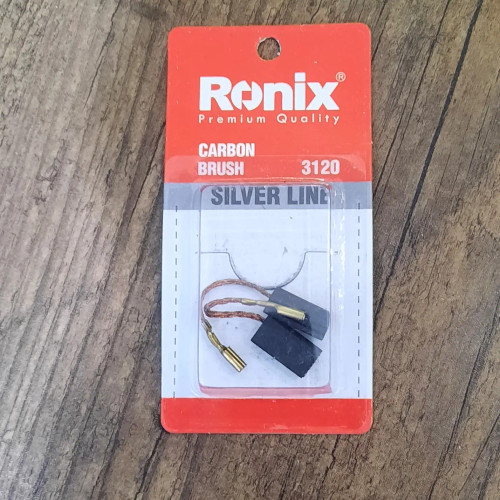 Ronix®
Premium Quality
CARBON
BRUSH 3120
SILVER LINE